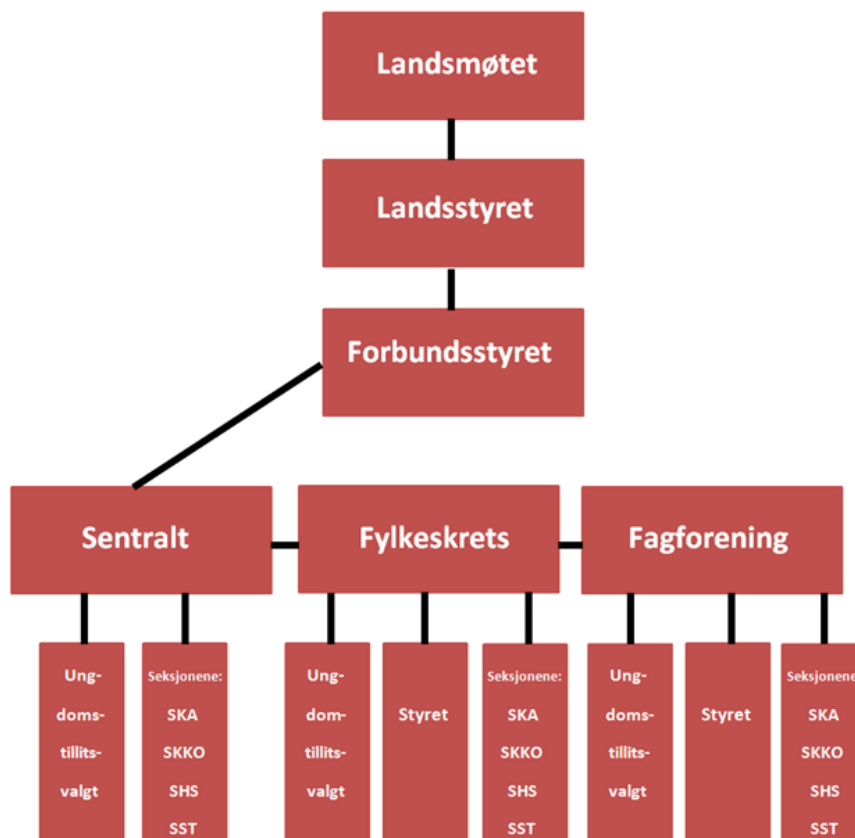 Landsmøtet
Landsstyret
Forbundsstyret
Sentralt
Fylkeskrets
Fagforening
Ung-
doms-
tillits-
valgt
Seksjonene:
SKA
SKKO
SHS
SST
Ung-
dom-
tillits-
valgt
Styret
Seksjonene:
SKA
SKKO
SHS
SST
Ung-
doms-
tillits-
valgt
Styret
Seksjonene:
SKA
SKKO
SHS
SST